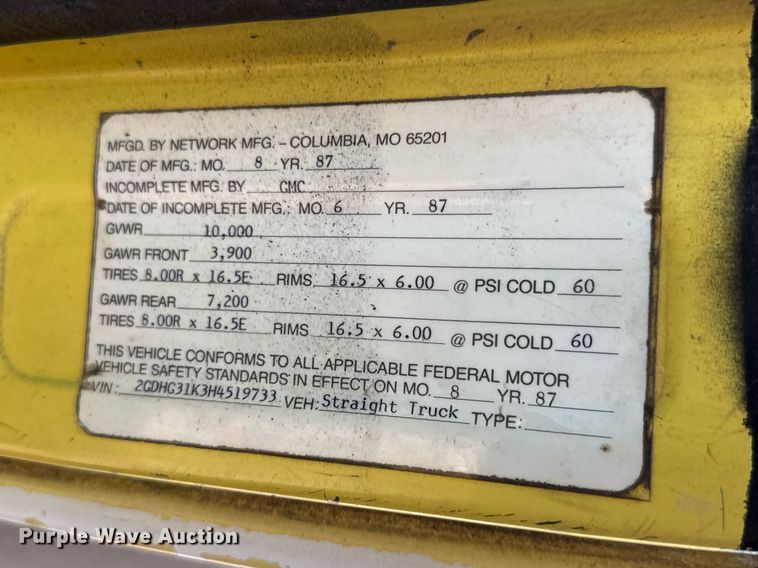 MFGD. BY NETWORK MFG. - COLUMBIA, MO 65201
DATE OF MFG.: MO. 8 YR. 87
INCOMPLETE MFG. BY GMC
DATE OF INCOMPLETE MFG.: MO. 6 YR. 87
GVWR 10,000
GAWR FRONT 3,900
TIRES 8.00R x 16.5E RIMS 16.5 x 6.00 @ PSI COLD 60
GAWR REAR 7,200
TIRES 8.00R x 16.5E RIMS 16.5 x 6.00 @ PSI COLD 60
THIS VEHICLE CONFORMS TO ALL APPLICABLE FEDERAL MOTOR
VEHICLE SAFETY STANDARDS IN EFFECT ON MO. 8 YR. 87
VIN: 2GDHG31K3H4519733 VEH: Straight Truck TYPE:
Purple Wave Auction